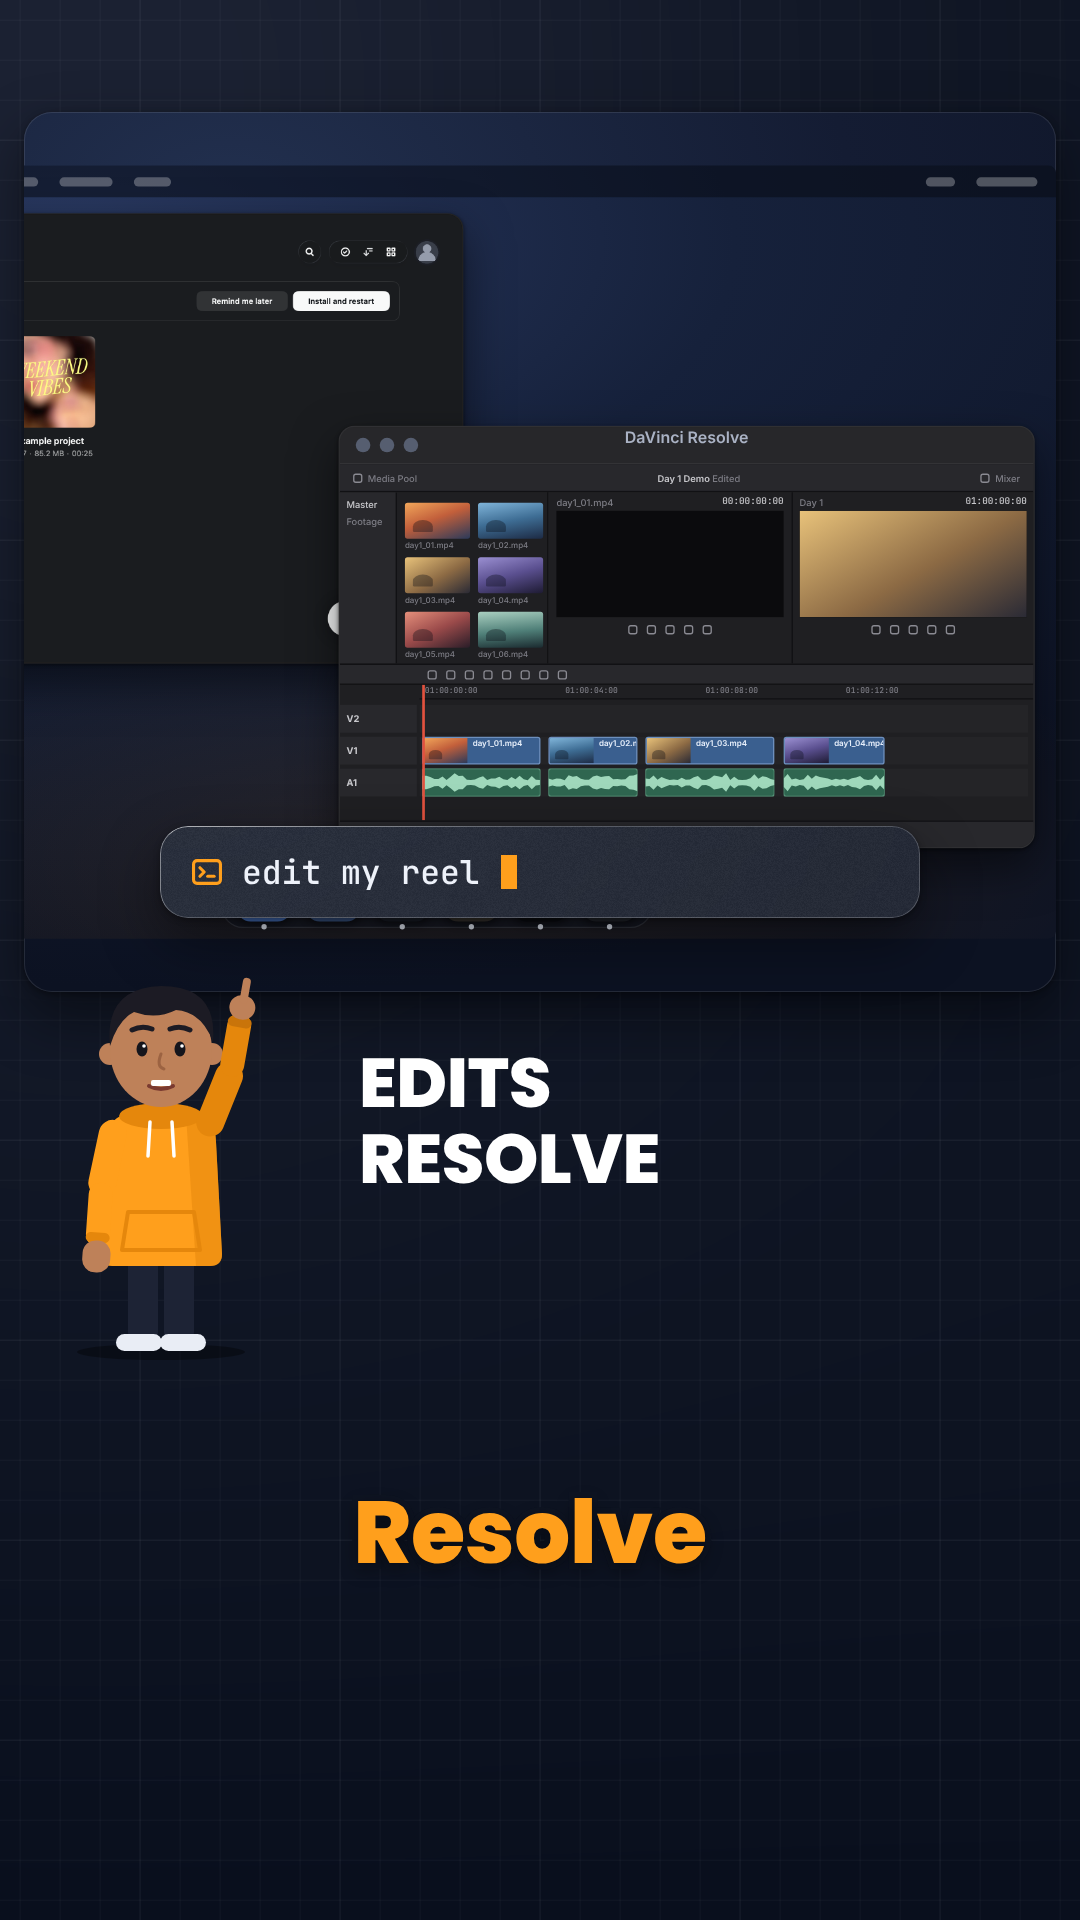 Remind me later
Install and restart
EEKEND
VIBES
ample project
7 · 85.2 MB · 00:25
DaVinci Resolve
Media Pool
Day 1 Demo Edited
Mixer
Master
Footage
day1_01.mp4
day1_02.mp4
day1_03.mp4
day1_04.mp4
day1_05.mp4
day1_06.mp4
day1_01.mp4
00:00:00:00
Day 1
01:00:00:00
01:00:00:00
01:00:04:00
01:00:08:00
01:00:12:00
V2
V1
day1_01.mp4
day1_02.m
day1_03.mp4
day1_04.mp4
A1
edit my reel
EDITS
RESOLVE
Resolve